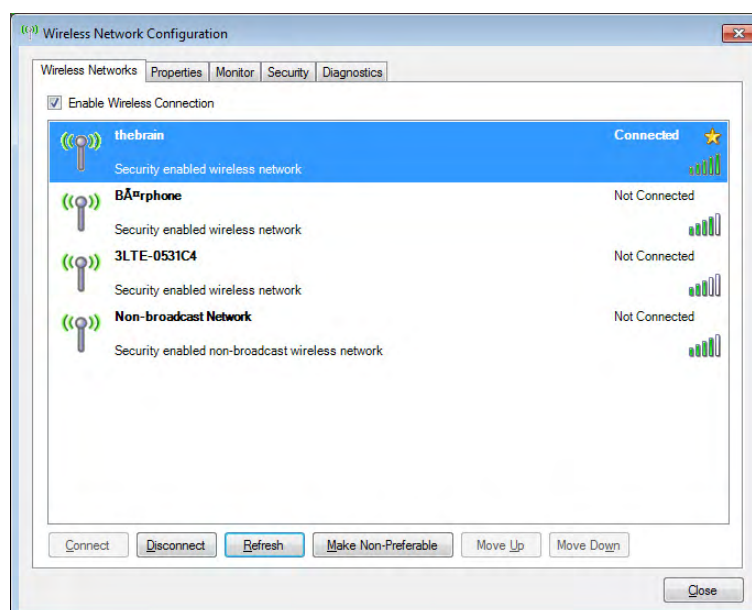 Wireless Network Configuration
Wireless Networks Properties Monitor Security Diagnostics
Enable Wireless Connection
thebrain Connected
Security enabled wireless network
BÃ¤rphone Not Connected
Security enabled wireless network
3LTE-0531C4 Not Connected
Security enabled wireless network
Non-broadcast Network Not Connected
Security enabled non-broadcast wireless network
Connect Disconnect Refresh Make Non-Preferable Move Up Move Down
Close